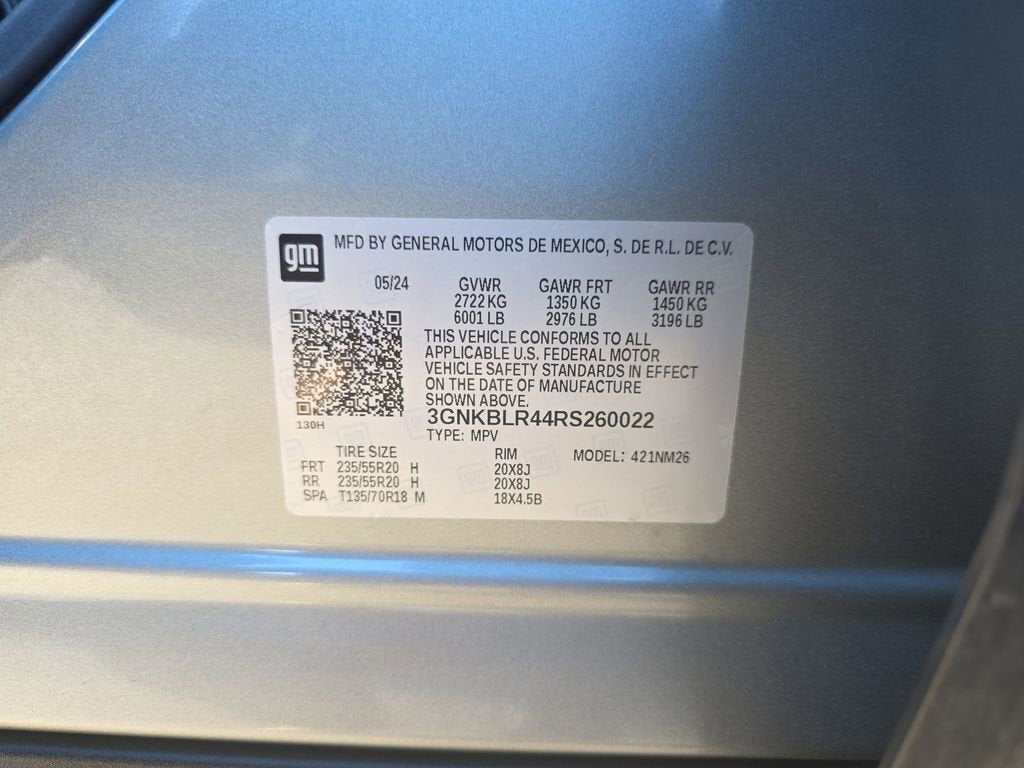 gm MFD BY GENERAL MOTORS DE MEXICO, S. DE R.L. DE C.V.
05/24 GVWR GAWR FRT GAWR RR
2722 KG 1350 KG 1450 KG
6001 LB 2976 LB 3196 LB
THIS VEHICLE CONFORMS TO ALL
APPLICABLE U.S. FEDERAL MOTOR
VEHICLE SAFETY STANDARDS IN EFFECT
ON THE DATE OF MANUFACTURE
SHOWN ABOVE.
3GNKBLR44RS260022
130H
TYPE: MPV
TIRE SIZE RIM MODEL: 421NM26
FRT 235/55R20 H 20X8J
RR 235/55R20 H 20X8J
SPA T135/70R18 M 18X4.5B